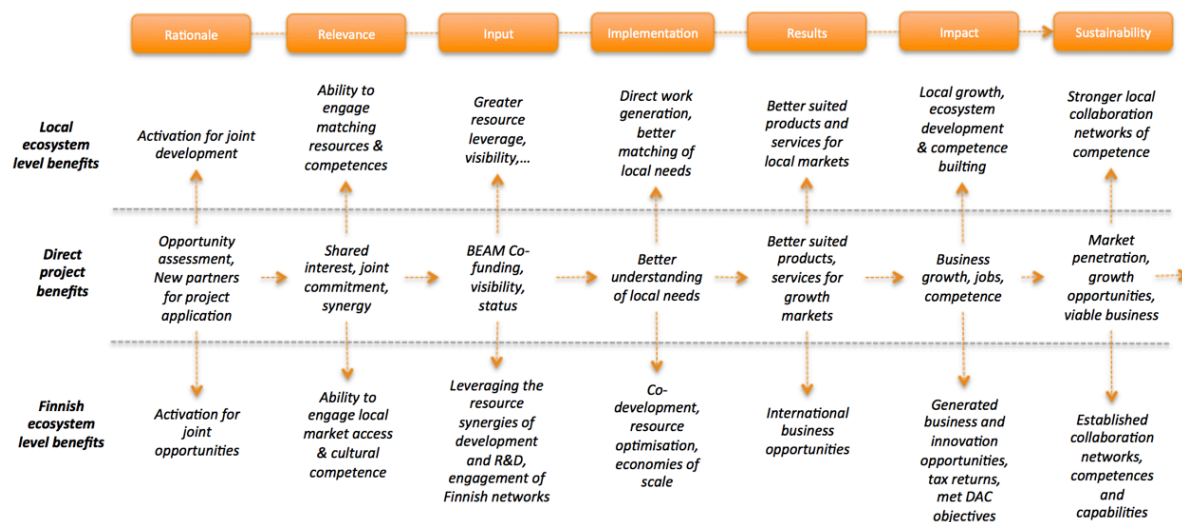 Rationale
Relevance
Input
Implementation
Results
Impact
Sustainability
Local
ecosystem
level benefits
Activation for joint
development
Ability to
engage
matching
resources &
competences
Greater
resource
leverage,
visibility,...
Direct work
generation,
better
matching of
local needs
Better suited
products and
services for
local markets
Local growth,
ecosystem
development
& competence
builting
Stronger local
collaboration
networks of
competence
Direct
project
benefits
Opportunity
assessment,
New partners
for project
application
Shared
interest, joint
commitment,
synergy
BEAM Co-
funding,
visibility,
status
Better
understanding
of local needs
Better suited
products,
services for
growth
markets
Business
growth, jobs,
competence
Market
penetration,
growth
opportunities,
viable business
Finnish
ecosystem
level benefits
Activation for
joint
opportunities
Ability to
engage local
market access
& cultural
competence
Leveraging the
resource
synergies of
development
and R&D,
engagement of
Finnish networks
Co-
development,
resource
optimisation,
economies of
scale
International
business
opportunities
Generated
business and
innovation
opportunities,
tax returns,
met DAC
objectives
Established
collaboration
networks,
competences
and
capabilities